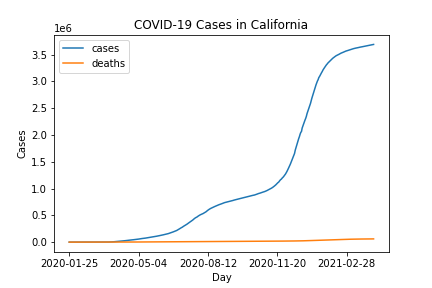 COVID-19 Cases in California
1e6
cases
deaths
3.5
3.0
2.5
2.0
1.5
1.0
0.5
0.0
Cases
2020-01-25 2020-05-04 2020-08-12 2020-11-20 2021-02-28
Day